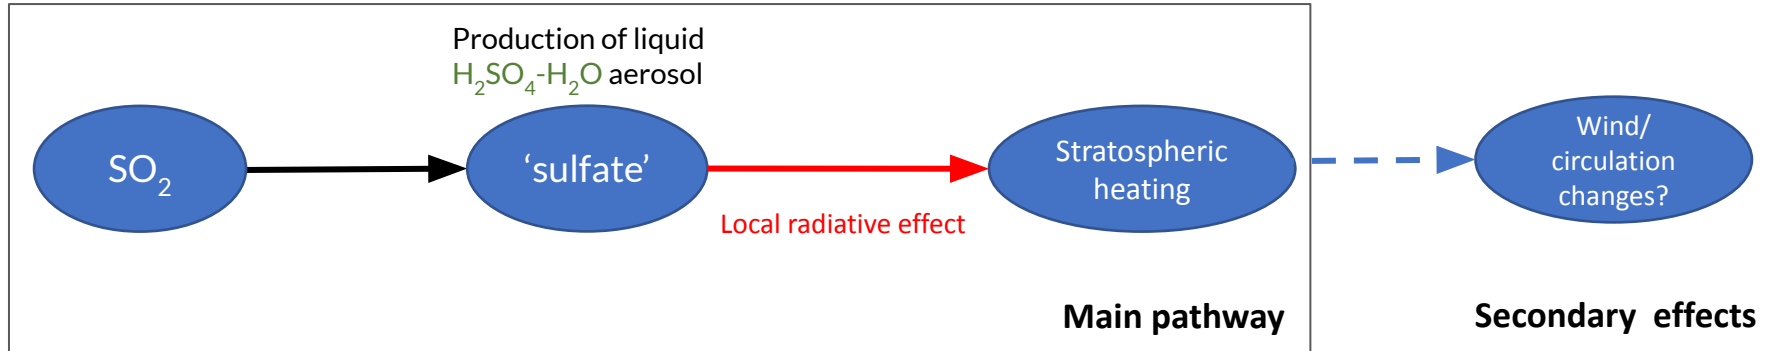 Production of liquid
H₂SO₄-H₂O aerosol
SO₂
‘sulfate’
Local radiative effect
Stratospheric
heating
Wind/
circulation
changes?
Main pathway
Secondary effects